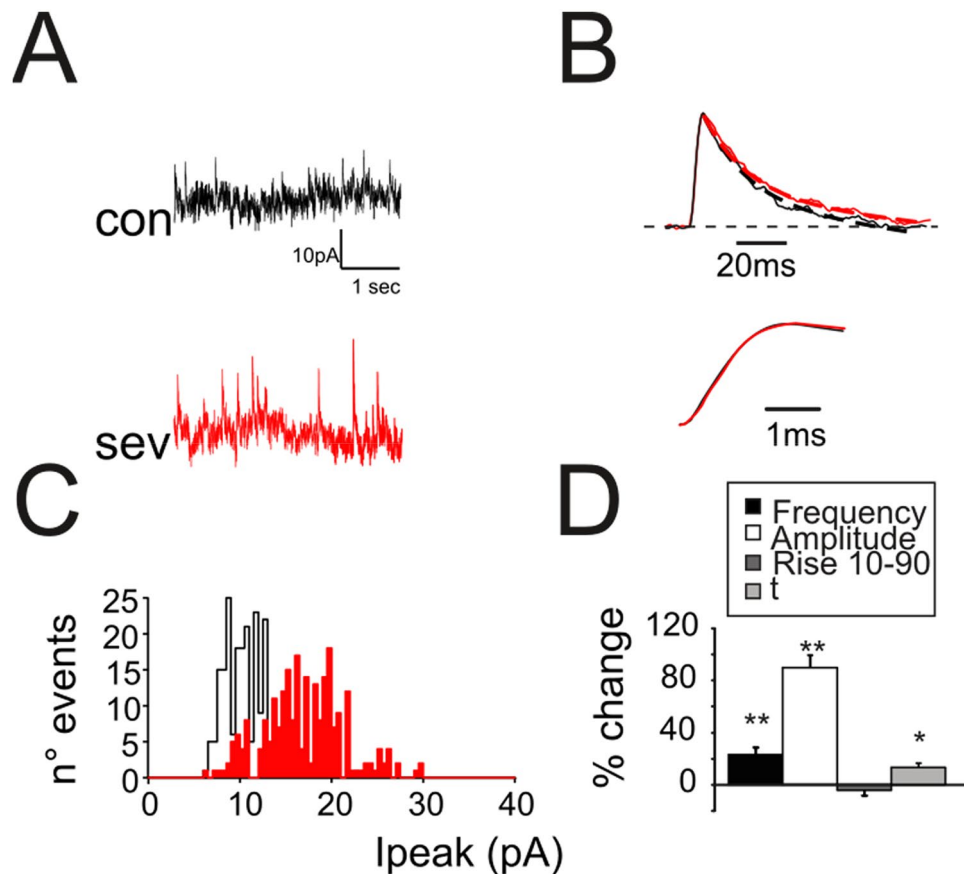 A
con
10pA
1 sec
sev
B
20ms
1ms
C
n° events
25
20
15
10
5
0
0 10 20 30 40
Ipeak (pA)
D
Frequency
Amplitude
Rise 10-90
t
% change
120
80
40
0
**
**
*